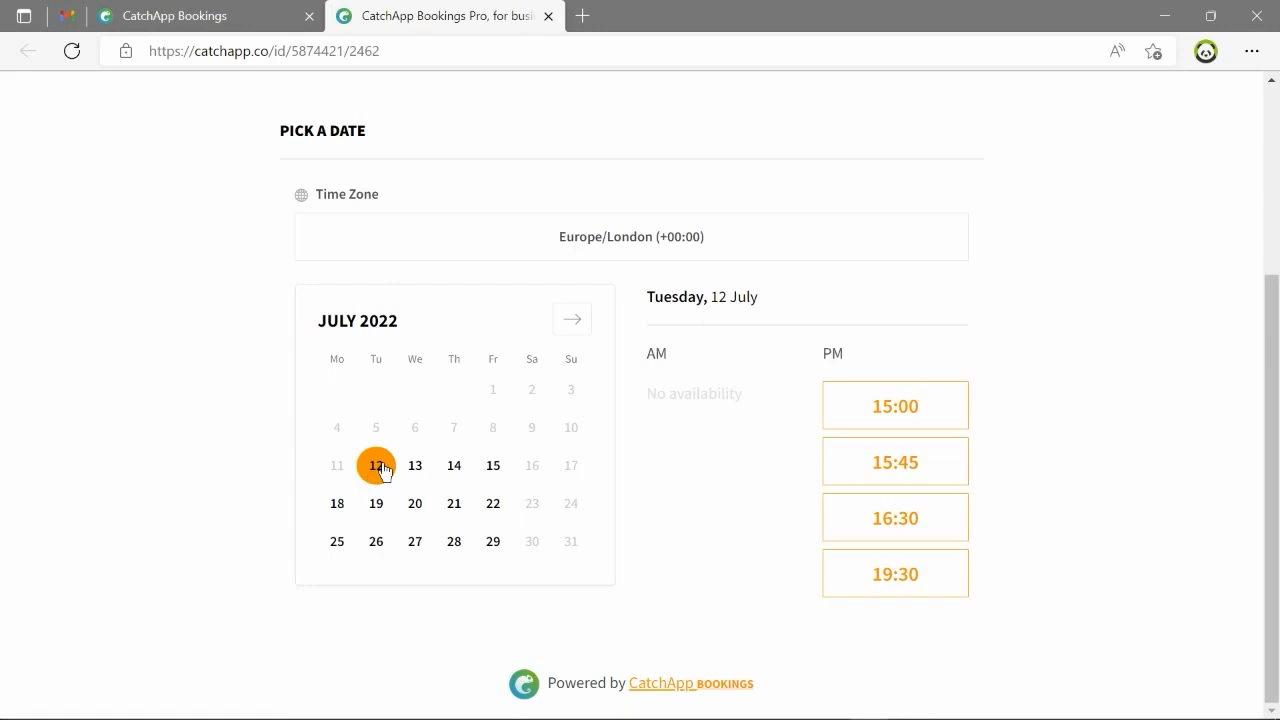 CatchApp Bookings
CatchApp Bookings Pro, for busi
https://catchapp.co/id/5874421/2462
PICK A DATE
Time Zone
Europe/London (+00:00)
JULY 2022
Mo Tu We Th Fr Sa Su
1 2 3
4 5 6 7 8 9 10
11 12 13 14 15 16 17
18 19 20 21 22 23 24
25 26 27 28 29 30 31
Tuesday, 12 July
AM PM
No availability
15:00
15:45
16:30
19:30
Powered by CatchApp BOOKINGS